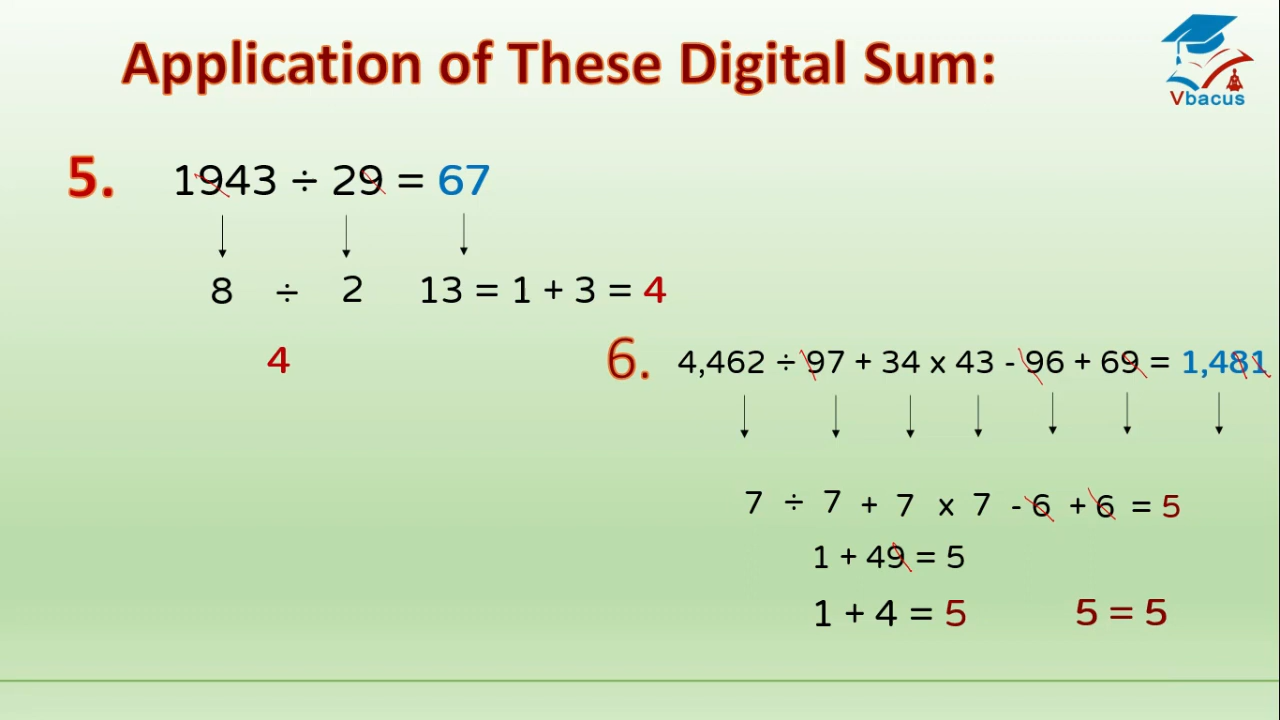 Application of These Digital Sum:
Vbacus
5. 1943 ÷ 29 = 67
8 ÷ 2 13 = 1 + 3 = 4
4
6. 4,462 ÷ 97 + 34 x 43 - 96 + 69 = 1,481
7 ÷ 7 + 7 x 7 - 6 + 6 = 5
1 + 49 = 5
1 + 4 = 5 5 = 5